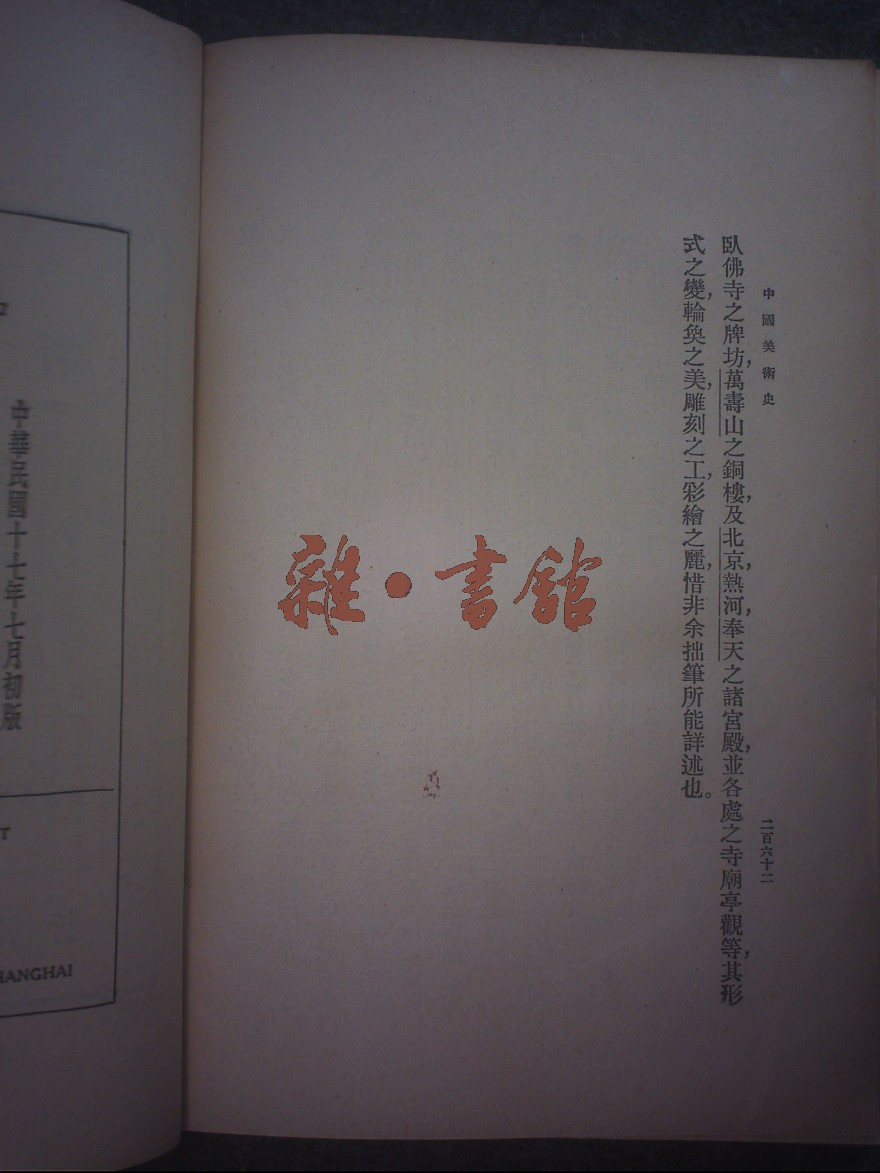 中國美術史
臥佛寺之牌坊，萬壽山之銅樓，及北京，熱河，奉天之諸宮殿，並各處之寺廟亭觀等，其形
式之變，輪奐之美，雕刻之工，彩繪之麗，惜非余拙筆所能詳述也。
二百六十二
雜·書館
中華民國十七年七月初版
HANGHAI